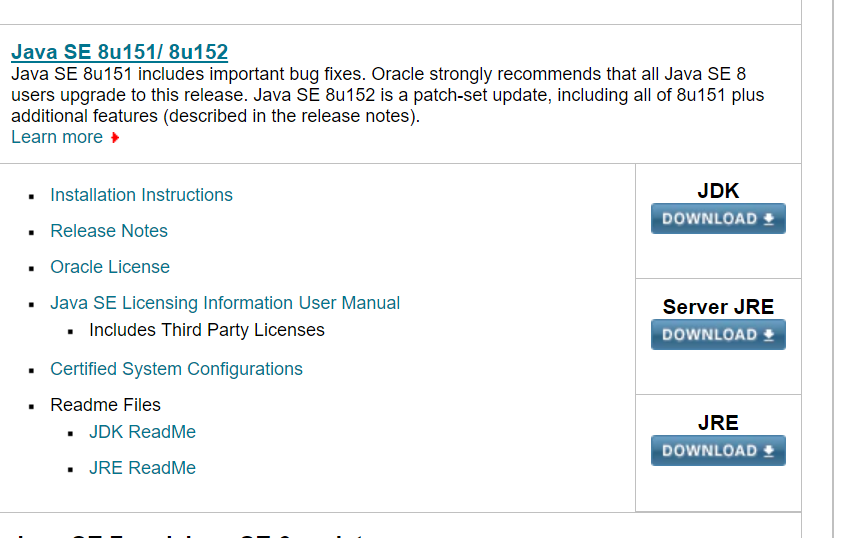 Java SE 8u151/ 8u152
Java SE 8u151 includes important bug fixes. Oracle strongly recommends that all Java SE 8
users upgrade to this release. Java SE 8u152 is a patch-set update, including all of 8u151 plus
additional features (described in the release notes).
Learn more
Installation Instructions
Release Notes
Oracle License
Java SE Licensing Information User Manual
Includes Third Party Licenses
Certified System Configurations
Readme Files
JDK ReadMe
JRE ReadMe
JDK
DOWNLOAD
Server JRE
DOWNLOAD
JRE
DOWNLOAD